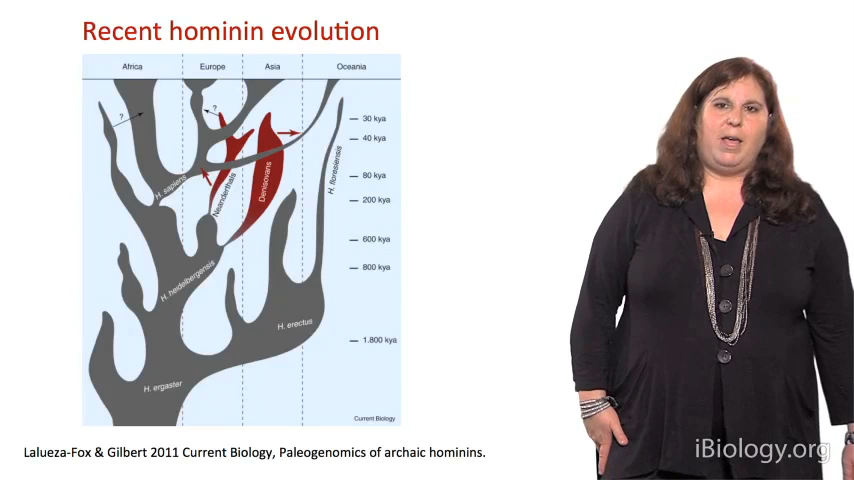 Recent hominin evolution
Africa
Europe
Asia
Oceania
?
?
30 kya
40 kya
80 kya
200 kya
600 kya
800 kya
1.800 kya
H. sapiens
Neanderthals
Denisovans
H. floresiensis
H. heidelbergensis
H. erectus
H. ergaster
Current Biology
Lalueza-Fox & Gilbert 2011 Current Biology, Paleogenomics of archaic hominins.
iBiology.org